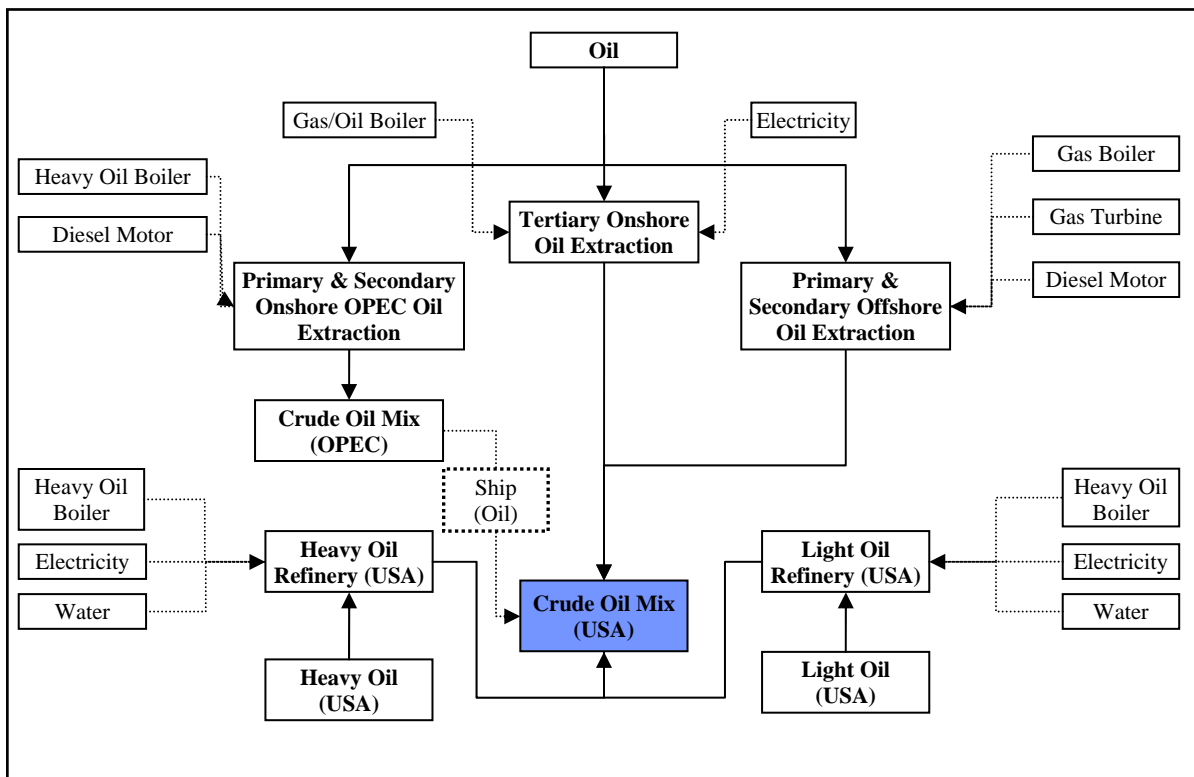 Oil
Gas/Oil Boiler
Electricity
Gas Boiler
Heavy Oil Boiler
Gas Turbine
Tertiary Onshore
Oil Extraction
Diesel Motor
Diesel Motor
Primary & Secondary
Onshore OPEC Oil
Extraction
Primary &
Secondary Offshore
Oil Extraction
Crude Oil Mix
(OPEC)
Ship
(Oil)
Heavy Oil
Boiler
Heavy Oil
Boiler
Electricity
Heavy Oil
Refinery (USA)
Light Oil
Refinery (USA)
Electricity
Water
Crude Oil Mix
(USA)
Water
Heavy Oil
(USA)
Light Oil
(USA)